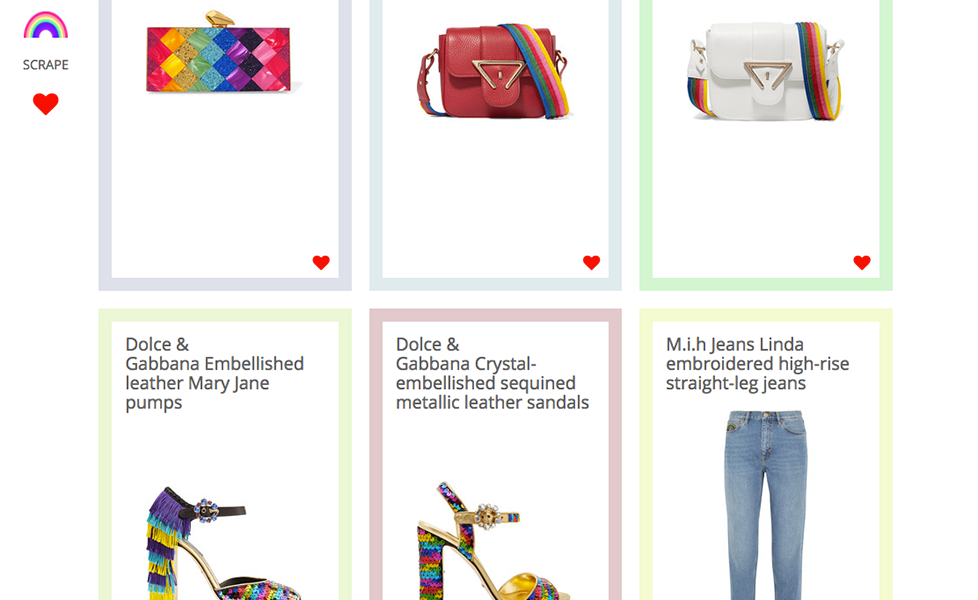 SCRAPE
Dolce &
Gabbana Embellished
leather Mary Jane
pumps
Dolce &
Gabbana Crystal-
embellished sequined
metallic leather sandals
M.i.h Jeans Linda
embroidered high-rise
straight-leg jeans